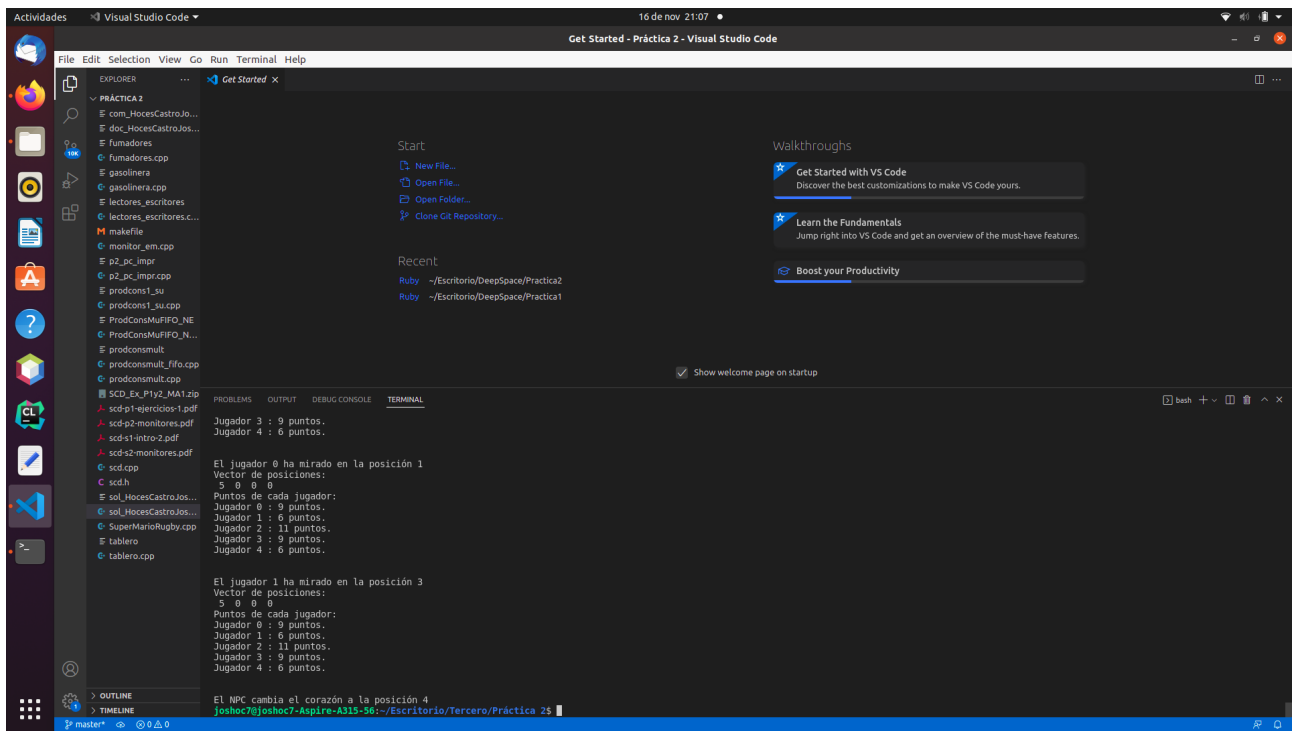 Actividades Visual Studio Code 16 de nov 21:07
Get Started - Práctica 2 - Visual Studio Code
File Edit Selection View Go Run Terminal Help
EXPLORER ...
PRÁCTICA 2
com_HocesCastroJo...
doc_HocesCastroJos...
fumadores
fumadores.cpp
gasolinera
gasolinera.cpp
lectores_escritores
lectores_escritores.c...
makefile
monitor_em.cpp
p2_pc_impr
p2_pc_impr.cpp
prodcons1_su
prodcons1_su.cpp
ProdConsMuFIFO_NE
ProdConsMuFIFO_N...
prodconsmult
prodconsmult_fifo.cpp
prodconsmult.cpp
SCD_Ex_P1y2_MA1.zip
scd-p1-ejercicios-1.pdf
scd-p2-monitores.pdf
scd-s1-intro-2.pdf
scd-s2-monitores.pdf
scd.cpp
scd.h
sol_HocesCastroJos...
sol_HocesCastroJos...
SuperMarioRugby.cpp
tablero
tablero.cpp
OUTLINE
TIMELINE
10K
1
Get Started
Start
New File...
Open File...
Open Folder...
Clone Git Repository...
Recent
Ruby ~/Escritorio/DeepSpace/Practica2
Ruby ~/Escritorio/DeepSpace/Practica1
Walkthroughs
Get Started with VS Code
Discover the best customizations to make VS Code yours.
Learn the Fundamentals
Jump right into VS Code and get an overview of the must-have features.
Boost your Productivity
Show welcome page on startup
PROBLEMS OUTPUT DEBUG CONSOLE TERMINAL bash
Jugador 3 : 9 puntos.
Jugador 4 : 6 puntos.
El jugador 0 ha mirado en la posición 1
Vector de posiciones:
5 0 0 0
Puntos de cada jugador:
Jugador 0 : 9 puntos.
Jugador 1 : 6 puntos.
Jugador 2 : 11 puntos.
Jugador 3 : 9 puntos.
Jugador 4 : 6 puntos.
El jugador 1 ha mirado en la posición 3
Vector de posiciones:
5 0 0 0
Puntos de cada jugador:
Jugador 0 : 9 puntos.
Jugador 1 : 6 puntos.
Jugador 2 : 11 puntos.
Jugador 3 : 9 puntos.
Jugador 4 : 6 puntos.
El NPC cambia el corazón a la posición 4
joshoc7@joshoc7-Aspire-A315-56:~/Escritorio/Tercero/Práctica 2$
master* 0 0